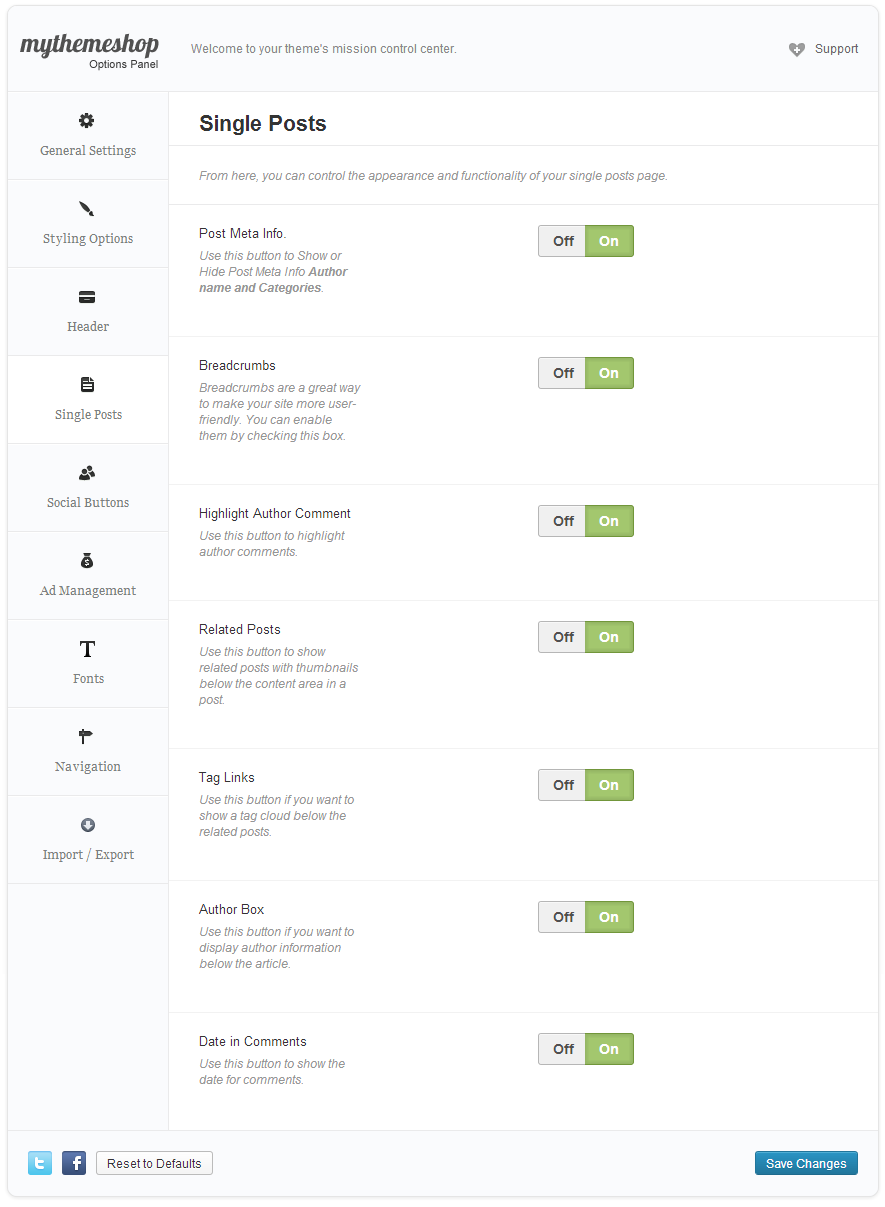 mythemeshop
Options Panel
Welcome to your theme's mission control center.
Support
General Settings
Styling Options
Header
Single Posts
Social Buttons
Ad Management
Fonts
Navigation
Import / Export
Single Posts
From here, you can control the appearance and functionality of your single posts page.
Post Meta Info.
Use this button to Show or
Hide Post Meta Info Author
name and Categories.
Off On
Breadcrumbs
Breadcrumbs are a great way
to make your site more user-
friendly. You can enable
them by checking this box.
Off On
Highlight Author Comment
Use this button to highlight
author comments.
Off On
Related Posts
Use this button to show
related posts with thumbnails
below the content area in a
post.
Off On
Tag Links
Use this button if you want to
show a tag cloud below the
related posts.
Off On
Author Box
Use this button if you want to
display author information
below the article.
Off On
Date in Comments
Use this button to show the
date for comments.
Off On
Reset to Defaults
Save Changes